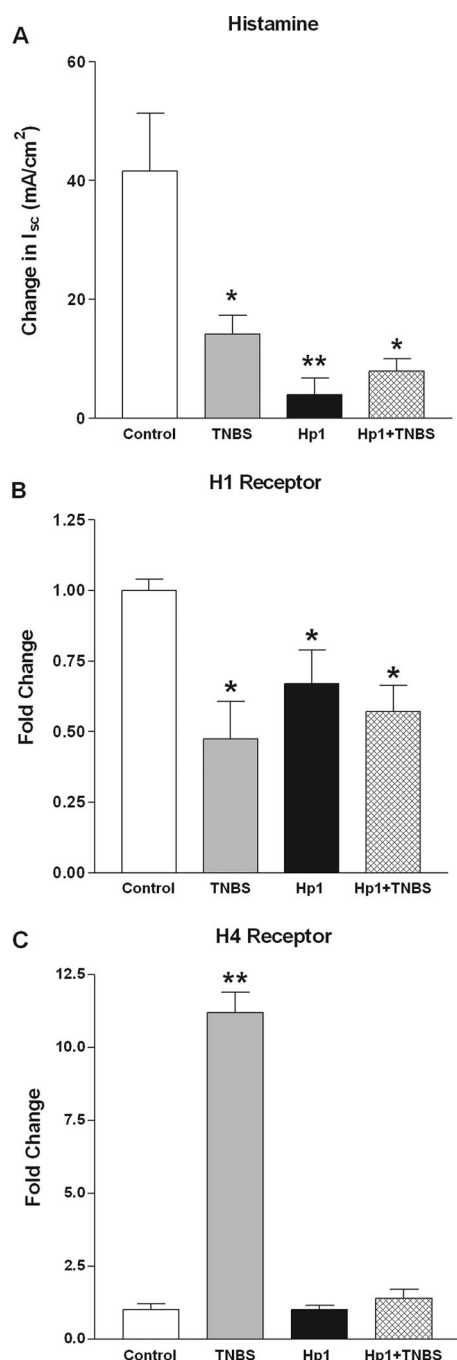 A
Histamine
Change in Isc (mA/cm2)
60
40
20
0
*
**
*
Control TNBS Hp1 Hp1+TNBS
B
H1 Receptor
Fold Change
1.25
1.00
0.75
0.50
0.25
0.00
*
*
*
Control TNBS Hp1 Hp1+TNBS
C
H4 Receptor
Fold Change
12.5
10.0
7.5
5.0
2.5
0.0
**
Control TNBS Hp1 Hp1+TNBS